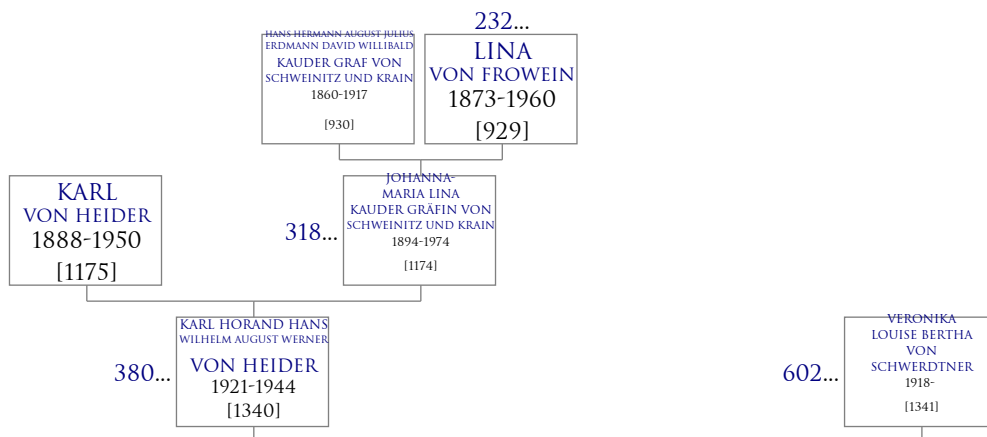 232...
HANS HERMANN AUGUST JULIUS
ERDMANN DAVID WILLIBALD
KAUDER GRAF VON
SCHWEINITZ UND KRAIN
1860-1917
[930]
LINA
VON FROWEIN
1873-1960
[929]
KARL
VON HEIDER
1888-1950
[1175]
318...
JOHANNA-
MARIA LINA
KAUDER GRÄFIN VON
SCHWEINITZ UND KRAIN
1894-1974
[1174]
380...
KARL HORAND HANS
WILHELM AUGUST WERNER
VON HEIDER
1921-1944
[1340]
602...
VERONIKA
LOUISE BERTHA
VON
SCHWERDTNER
1918-
[1341]